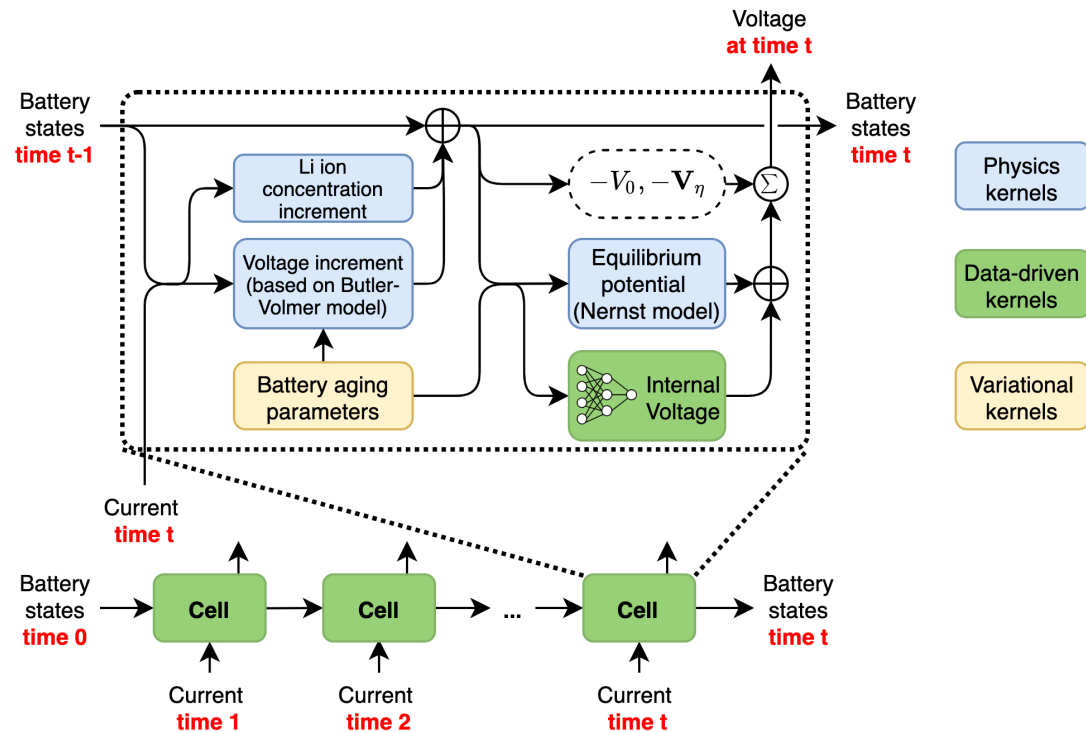 Voltage
at time t
Battery
states
time t-1
Battery
states
time t
Li ion
concentration
increment
−V₀, −V_η
Σ
Physics
kernels
Voltage increment
(based on Butler-
Volmer model)
Equilibrium
potential
(Nernst model)
Data-driven
kernels
Battery aging
parameters
Internal
Voltage
Variational
kernels
Current
time t
Battery
states
time 0
Cell
Cell
...
Cell
Battery
states
time t
Current
time 1
Current
time 2
Current
time t